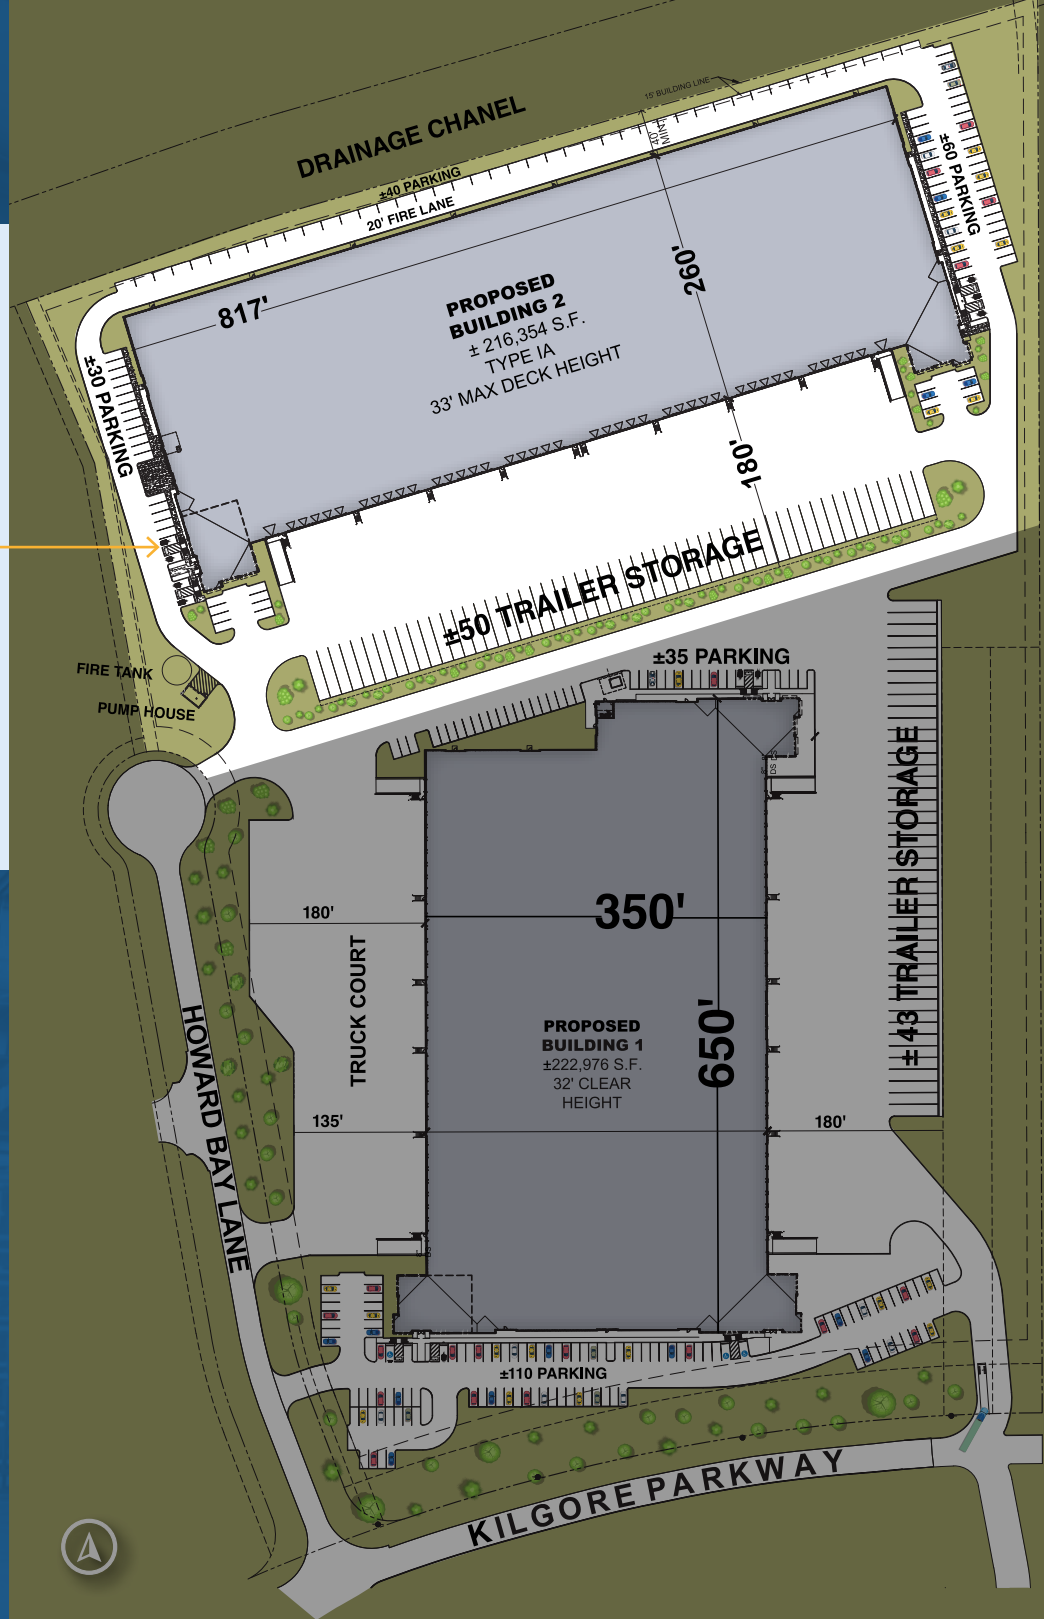 DRAINAGE CHANEL
15' BUILDING LINE
40'
MIN.
±40 PARKING
20' FIRE LANE
±60 PARKING
817'
260'
PROPOSED
BUILDING 2
± 216,354 S.F.
TYPE IA
33' MAX DECK HEIGHT
±30 PARKING
180'
±50 TRAILER STORAGE
FIRE TANK
PUMP HOUSE
±35 PARKING
± 43 TRAILER STORAGE
350'
650'
180'
TRUCK COURT
PROPOSED
BUILDING 1
±222,976 S.F.
32' CLEAR
HEIGHT
135'
180'
HOWARD BAY LANE
±110 PARKING
KILGORE PARKWAY